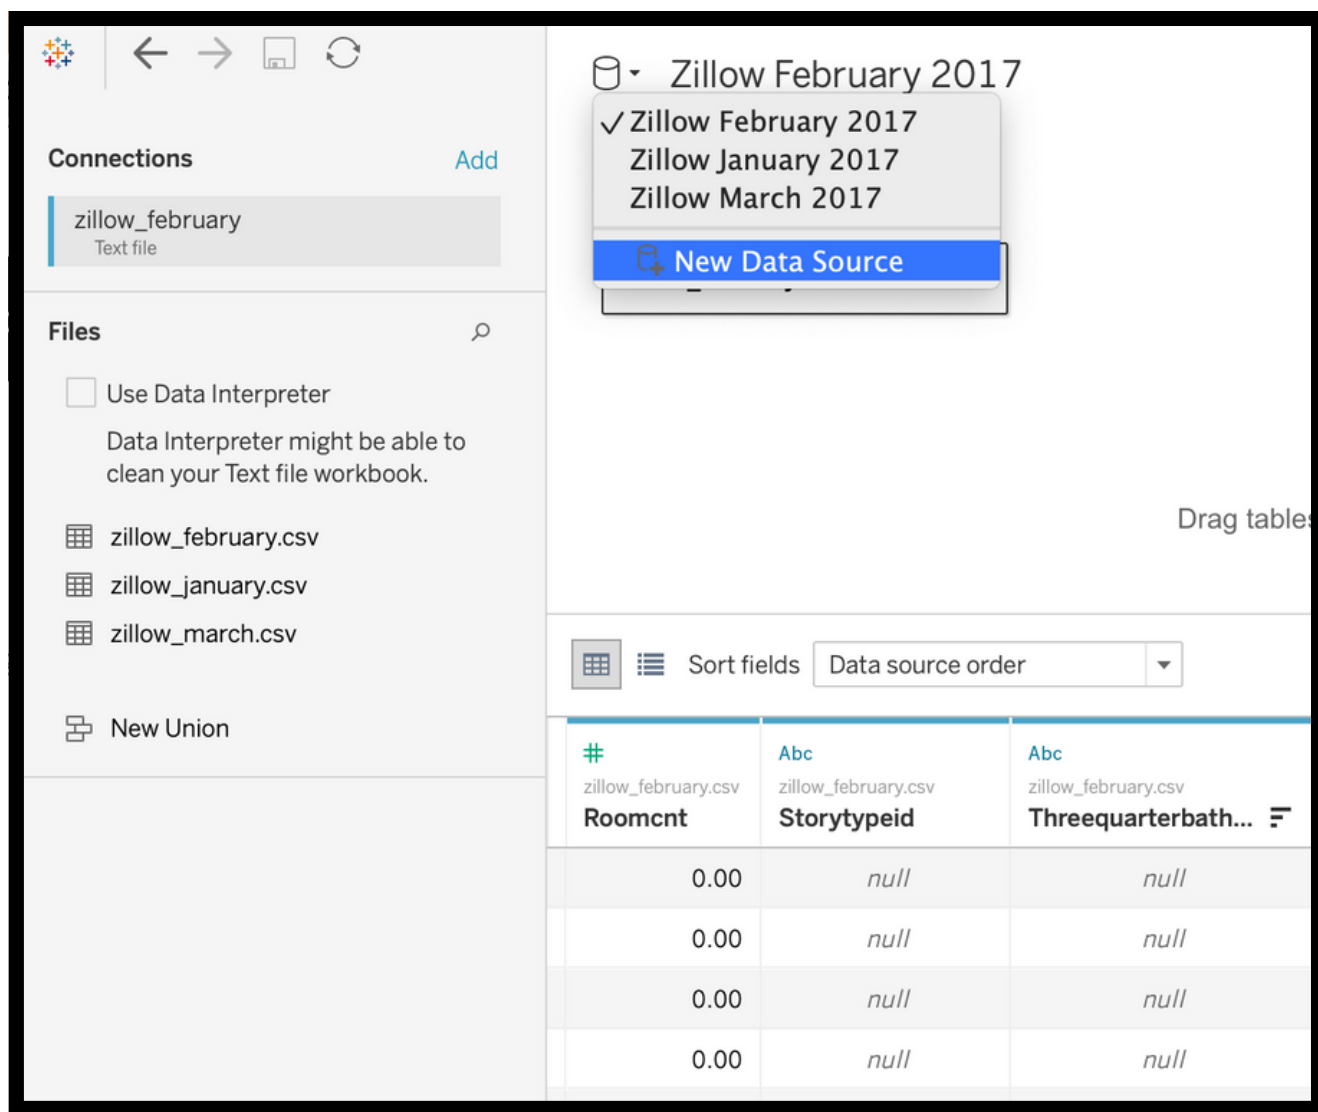 Zillow February 2017
Zillow February 2017
Zillow January 2017
Zillow March 2017
New Data Source
Connections Add
zillow_february
Text file
Files
Use Data Interpreter
Data Interpreter might be able to
clean your Text file workbook.
zillow_february.csv
zillow_january.csv
zillow_march.csv
New Union
Drag tables
Sort fields Data source order
# Abc Abc
zillow_february.csv zillow_february.csv zillow_february.csv
Roomcnt Storytypeid Threequarterbath...
0.00 null null
0.00 null null
0.00 null null
0.00 null null